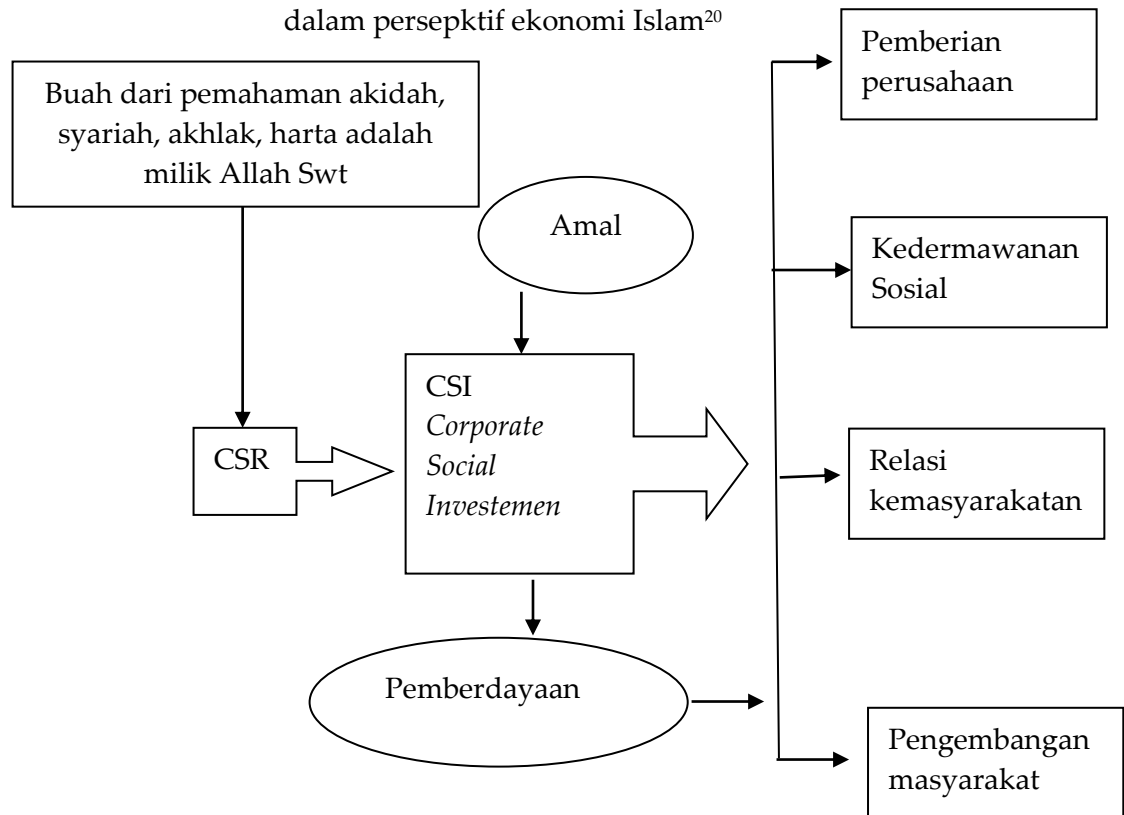 dalam persepktif ekonomi Islam20
Buah dari pemahaman akidah,
syariah, akhlak, harta adalah
milik Allah Swt
Amal
CSR
CSI
Corporate
Social
Investemen
Pemberdayaan
Pemberian
perusahaan
Kedermawanan
Sosial
Relasi
kemasyarakatan
Pengembangan
masyarakat